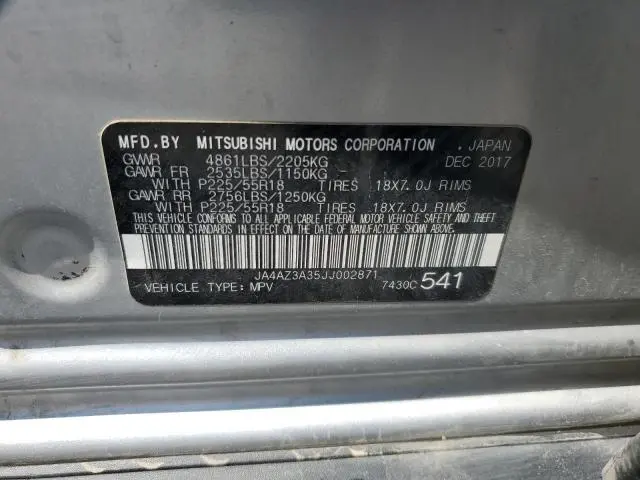 MFD.BY MITSUBISHI MOTORS CORPORATION . JAPAN
GVWR 4861LBS/2205KG DEC 2017
GAWR FR 2535LBS/1150KG
WITH P225/55R18 TIRES 18X7.0J RIMS
GAWR RR 2756LBS/1250KG
WITH P225/55R18 TIRES 18X7.0J RIMS
THIS VEHICLE CONFORMS TO ALL APPLICABLE FEDERAL MOTOR VEHICLE SAFETY AND THEFT
PREVENTION STANDARDS IN EFFECT ON THE DATE OF MANUFACTURE SHOWN ABOVE.
JA4AZ3A35JJ002871
VEHICLE TYPE:MPV 7430C 541